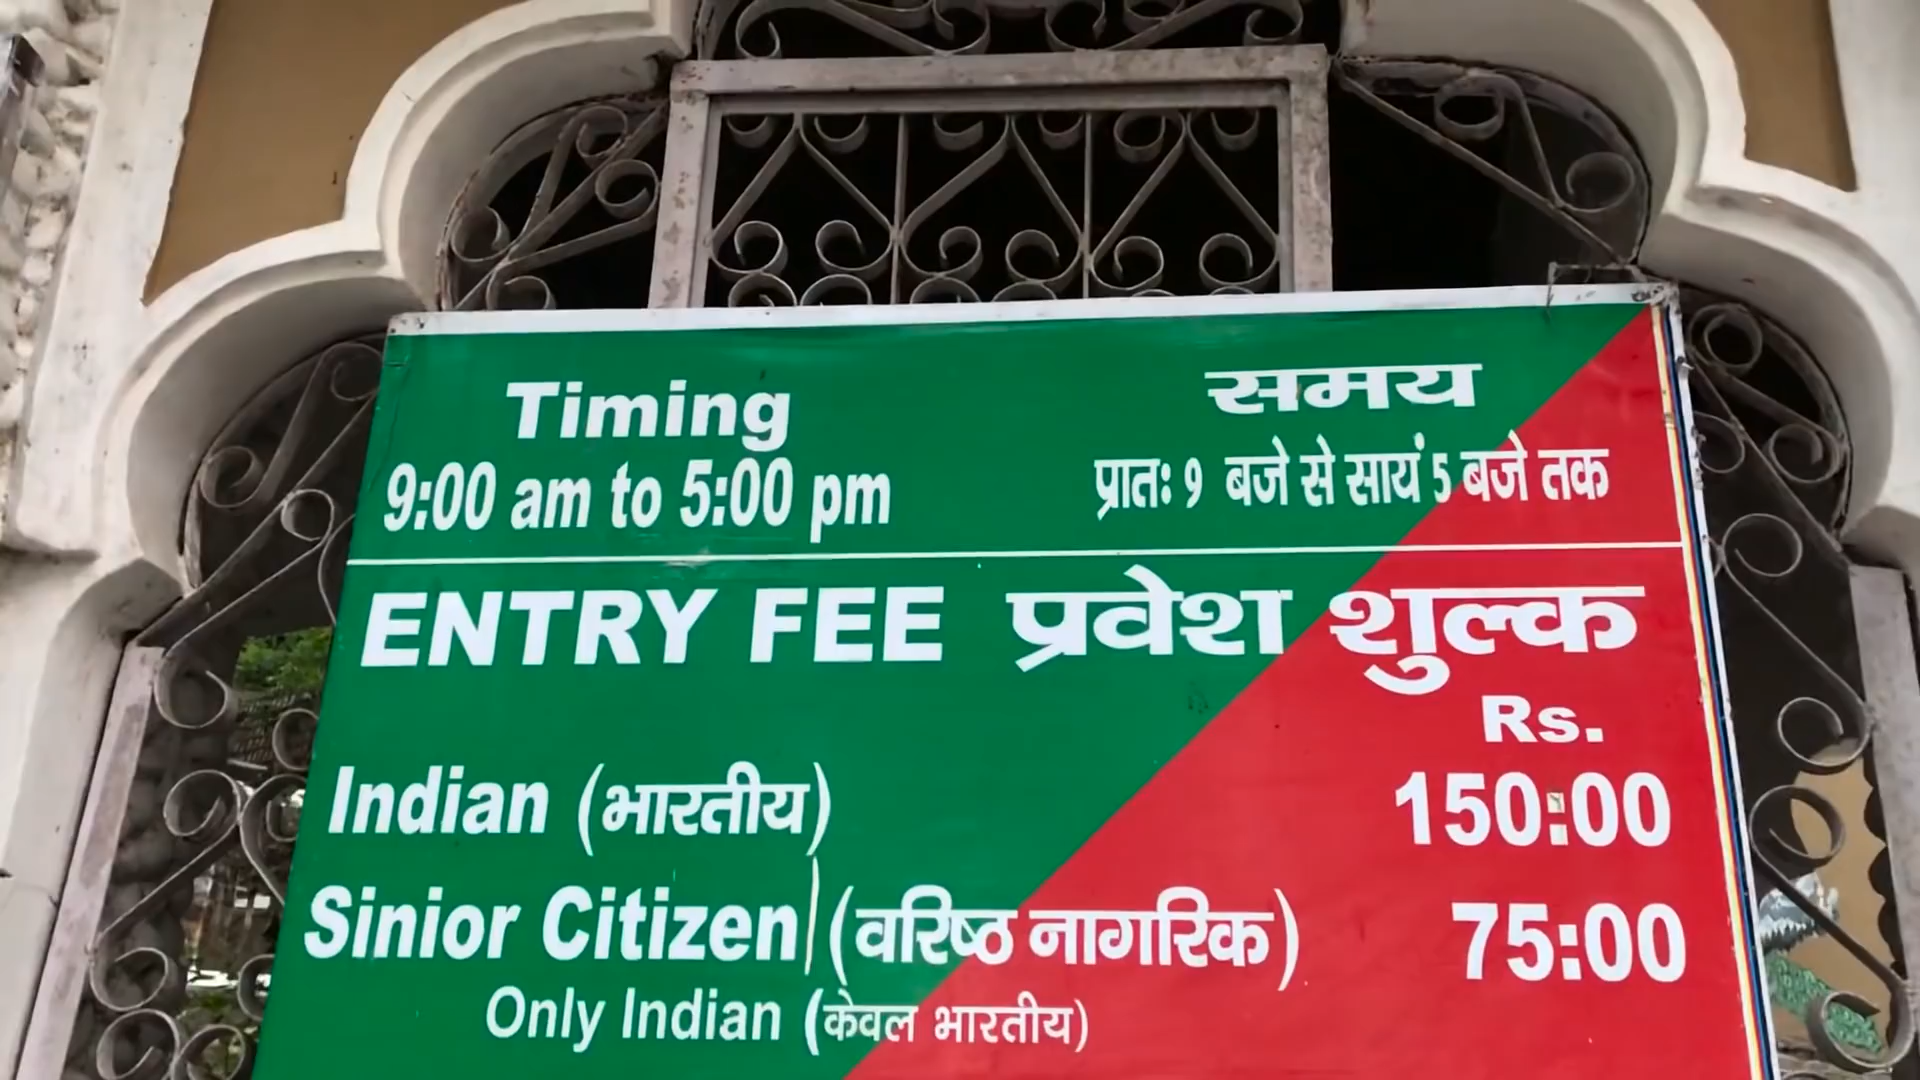 Timing
समय
9:00 am to 5:00 pm
प्रातः 9 बजे से सायं 5 बजे तक
ENTRY FEE प्रवेश शुल्क
Rs.
Indian (भारतीय) 150:00
Sinior Citizen (वरिष्ठ नागरिक) 75:00
Only Indian (केवल भारतीय)